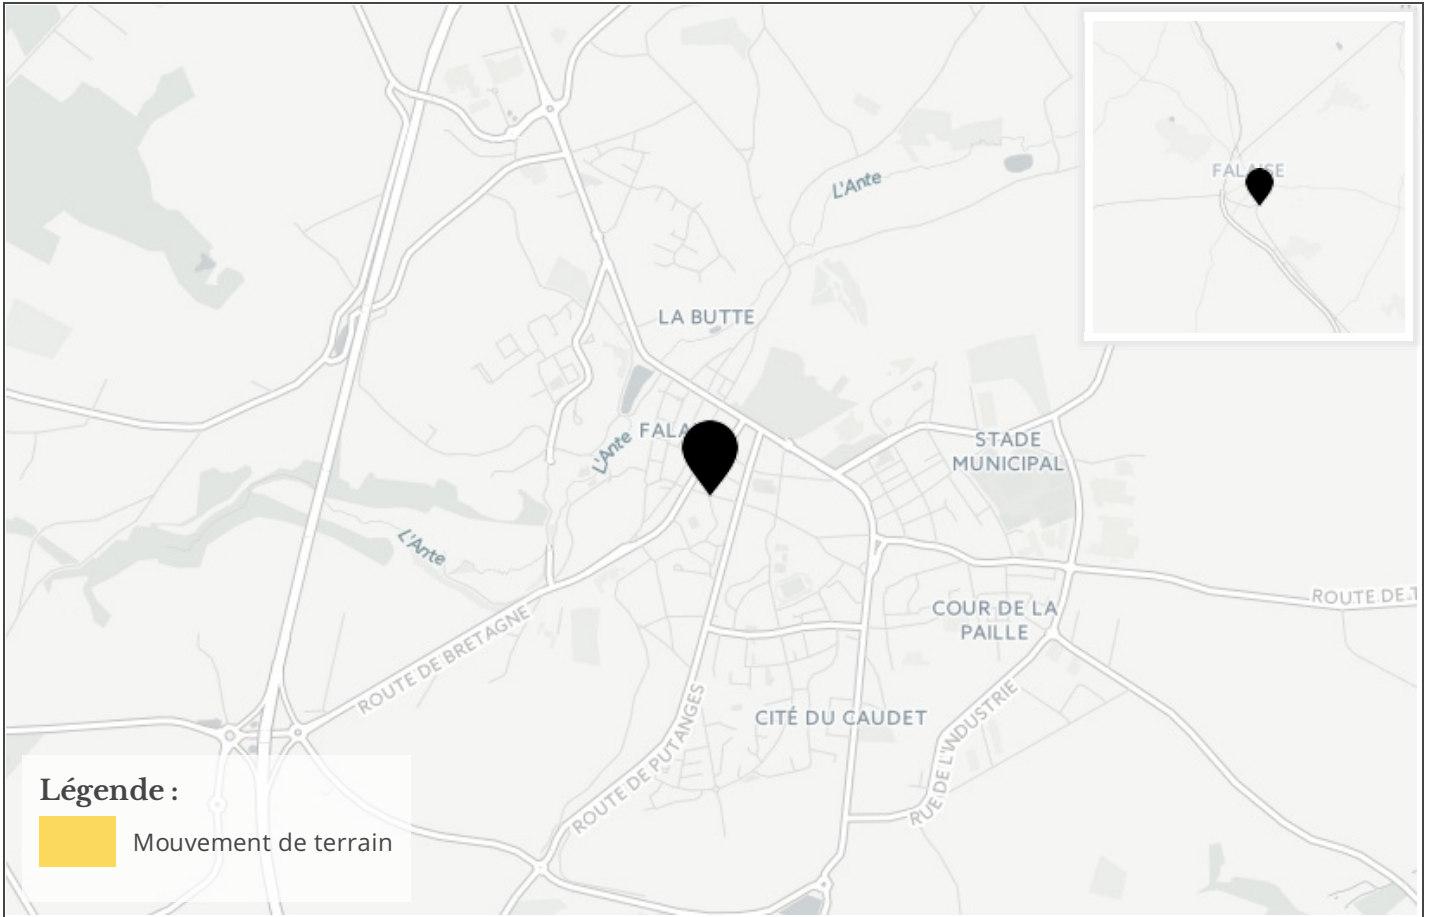 FALAISE
L'Ante
LA BUTTE
FALA
L'Ante
STADE
MUNICIPAL
L'Ante
ROUTE DE T
COUR DE LA
PAILLE
ROUTE DE BRETAGNE
CITÉ DU CAUDET
ROUTE DE PUTANGES
RUE DE L'INDUSTRIE
Légende :
Mouvement de terrain